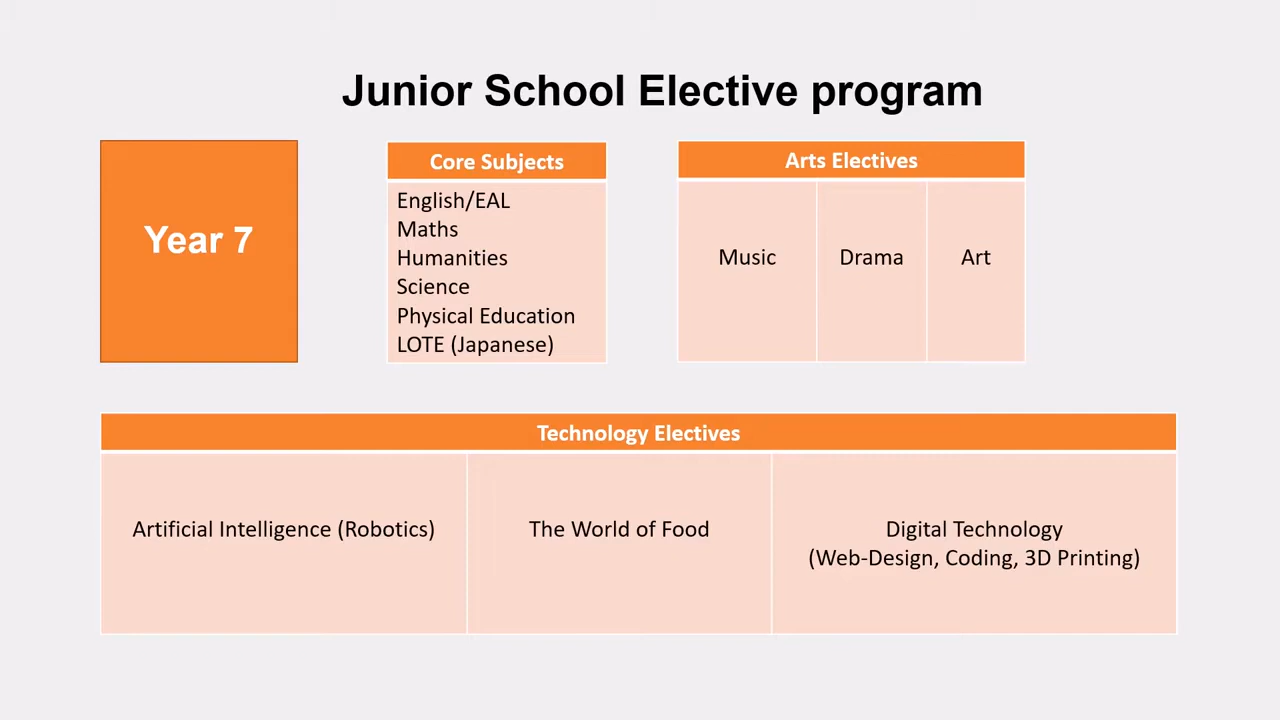 Junior School Elective program
Year 7
Core Subjects
English/EAL
Maths
Humanities
Science
Physical Education
LOTE (Japanese)
Arts Electives
Music
Drama
Art
Technology Electives
Artificial Intelligence (Robotics)
The World of Food
Digital Technology
(Web-Design, Coding, 3D Printing)